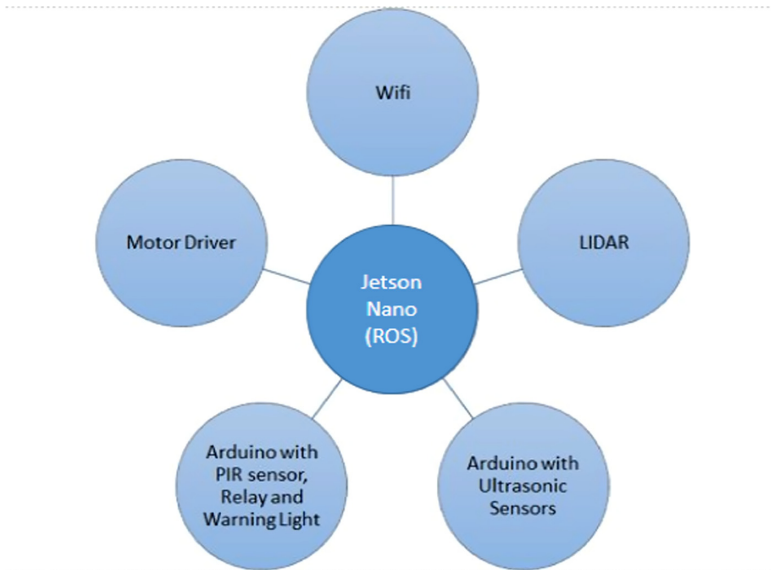 Wifi
Motor Driver
LIDAR
Jetson
Nano
(ROS)
Arduino with
PIR sensor,
Relay and
Warning Light
Arduino with
Ultrasonic
Sensors